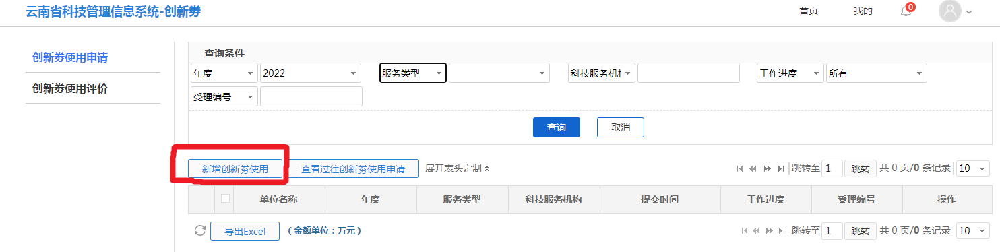 云南省科技管理信息系统-创新券
首页 我的 0
创新券使用申请
创新券使用评价
查询条件
年度 2022 服务类型 科技服务机 工作进度 所有
受理编号
查询 取消
新增创新券使用 查看过往创新券使用申请 展开表头定制 跳转至 1 跳转 共 0 页/0 条记录 10
单位名称 年度 服务类型 科技服务机构 提交时间 工作进度 受理编号 操作
导出Excel （金额单位：万元） 跳转至 1 跳转 共 0 页/0 条记录 10